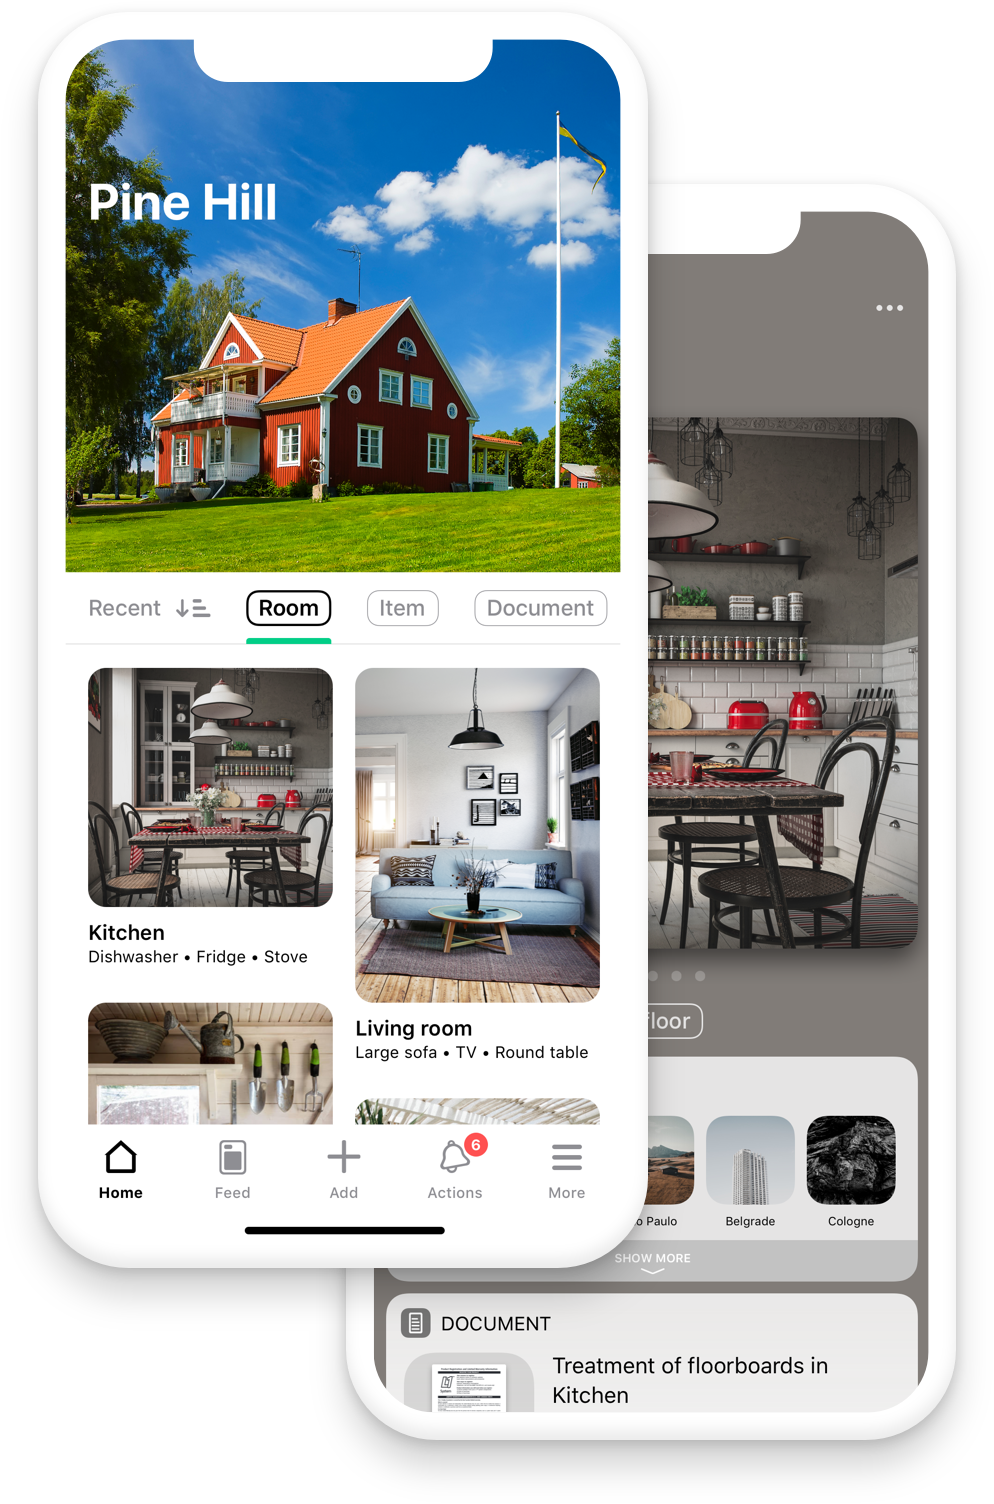 Pine Hill
Recent
Room
Item
Document
Kitchen
Dishwasher • Fridge • Stove
Living room
Large sofa • TV • Round table
6
Home
Feed
Add
Actions
More
floor
o Paulo
Belgrade
Cologne
SHOW MORE
DOCUMENT
Treatment of floorboards in
Kitchen